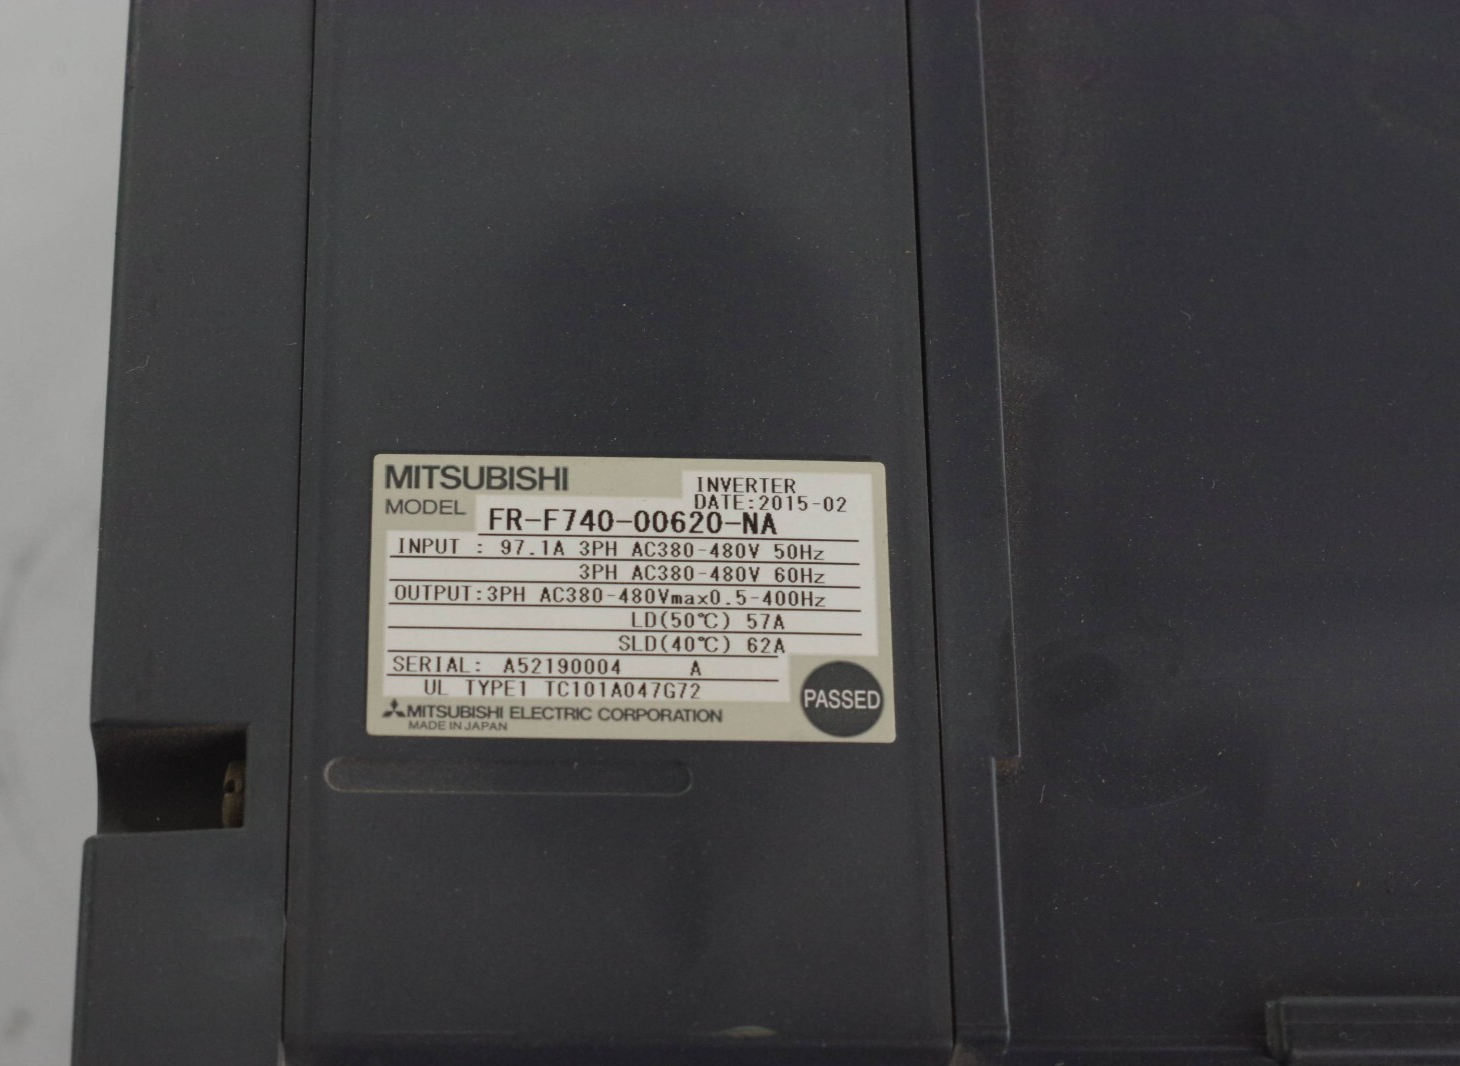 MITSUBISHI
INVERTER
DATE:2015-02
MODEL FR-F740-00620-NA
INPUT : 97.1A 3PH AC380-480V 50Hz
3PH AC380-480V 60Hz
OUTPUT:3PH AC380-480Vmax0.5-400Hz
LD(50℃) 57A
SLD(40℃) 62A
SERIAL: A52190004 A
UL TYPE1 TC101A047G72
PASSED
MITSUBISHI ELECTRIC CORPORATION
MADE IN JAPAN